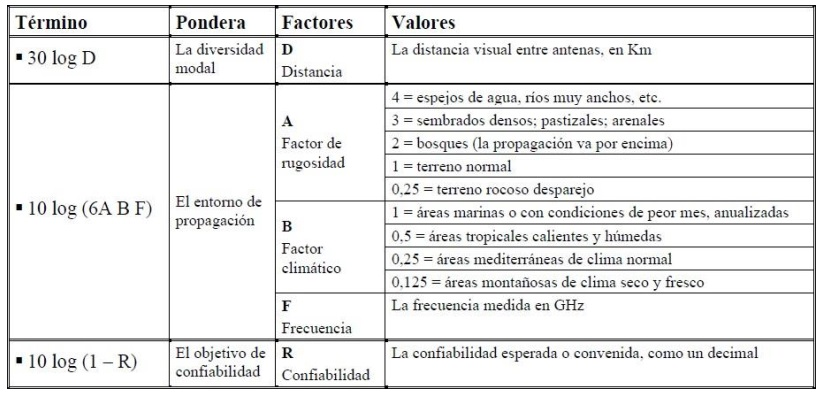 Término Pondera Factores Valores
▪ 30 log D
La diversidad
modal
D
Distancia
La distancia visual entre antenas, en Km
▪ 10 log (6A B F)
El entorno de
propagación
A
Factor de
rugosidad
4 = espejos de agua, ríos muy anchos, etc.
3 = sembrados densos; pastizales; arenales
2 = bosques (la propagación va por encima)
1 = terreno normal
0,25 = terreno rocoso desparejo
B
Factor
climático
1 = áreas marinas o con condiciones de peor mes, anualizadas
0,5 = áreas tropicales calientes y húmedas
0,25 = áreas mediterráneas de clima normal
0,125 = áreas montañosas de clima seco y fresco
F
Frecuencia
La frecuencia medida en GHz
▪ 10 log (1 – R)
El objetivo de
confiabilidad
R
Confiabilidad
La confiabilidad esperada o convenida, como un decimal